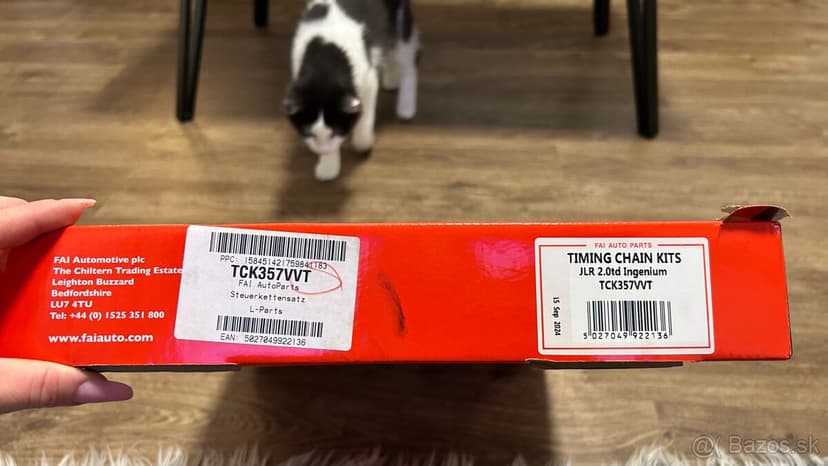 FAI Automotive plc
The Chiltern Trading Estate
Leighton Buzzard
Bedfordshire
LU7 4TU
Tel: +44 (0) 1525 351 800
www.faiauto.com
TCK357VVT
FAI AutoParts
Steuerkettensatz
L-Parts
EAN: 5027049922136
FAI AUTO PARTS
TIMING CHAIN KITS
JLR 2.0td Ingenium
TCK357VVT
15 Sep 2024
5 027049 922136
@ Bazos.sk